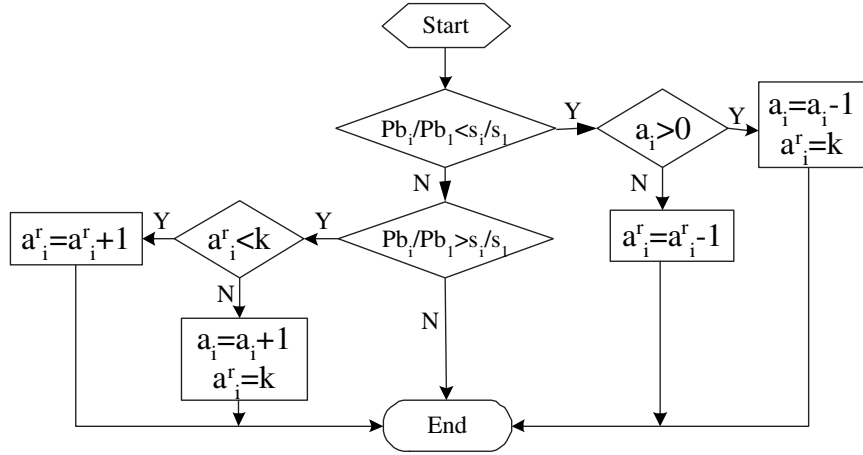 Start
Pb_i/Pb_1<s_i/s_1
Y
a_i>0
Y
a_i=a_i-1
a^r_i=k
N
N
a^r_i=a^r_i+1
Y
a^r_i<k
Y
Pb_i/Pb_1>s_i/s_1
a^r_i=a^r_i-1
N
N
a_i=a_i+1
a^r_i=k
End